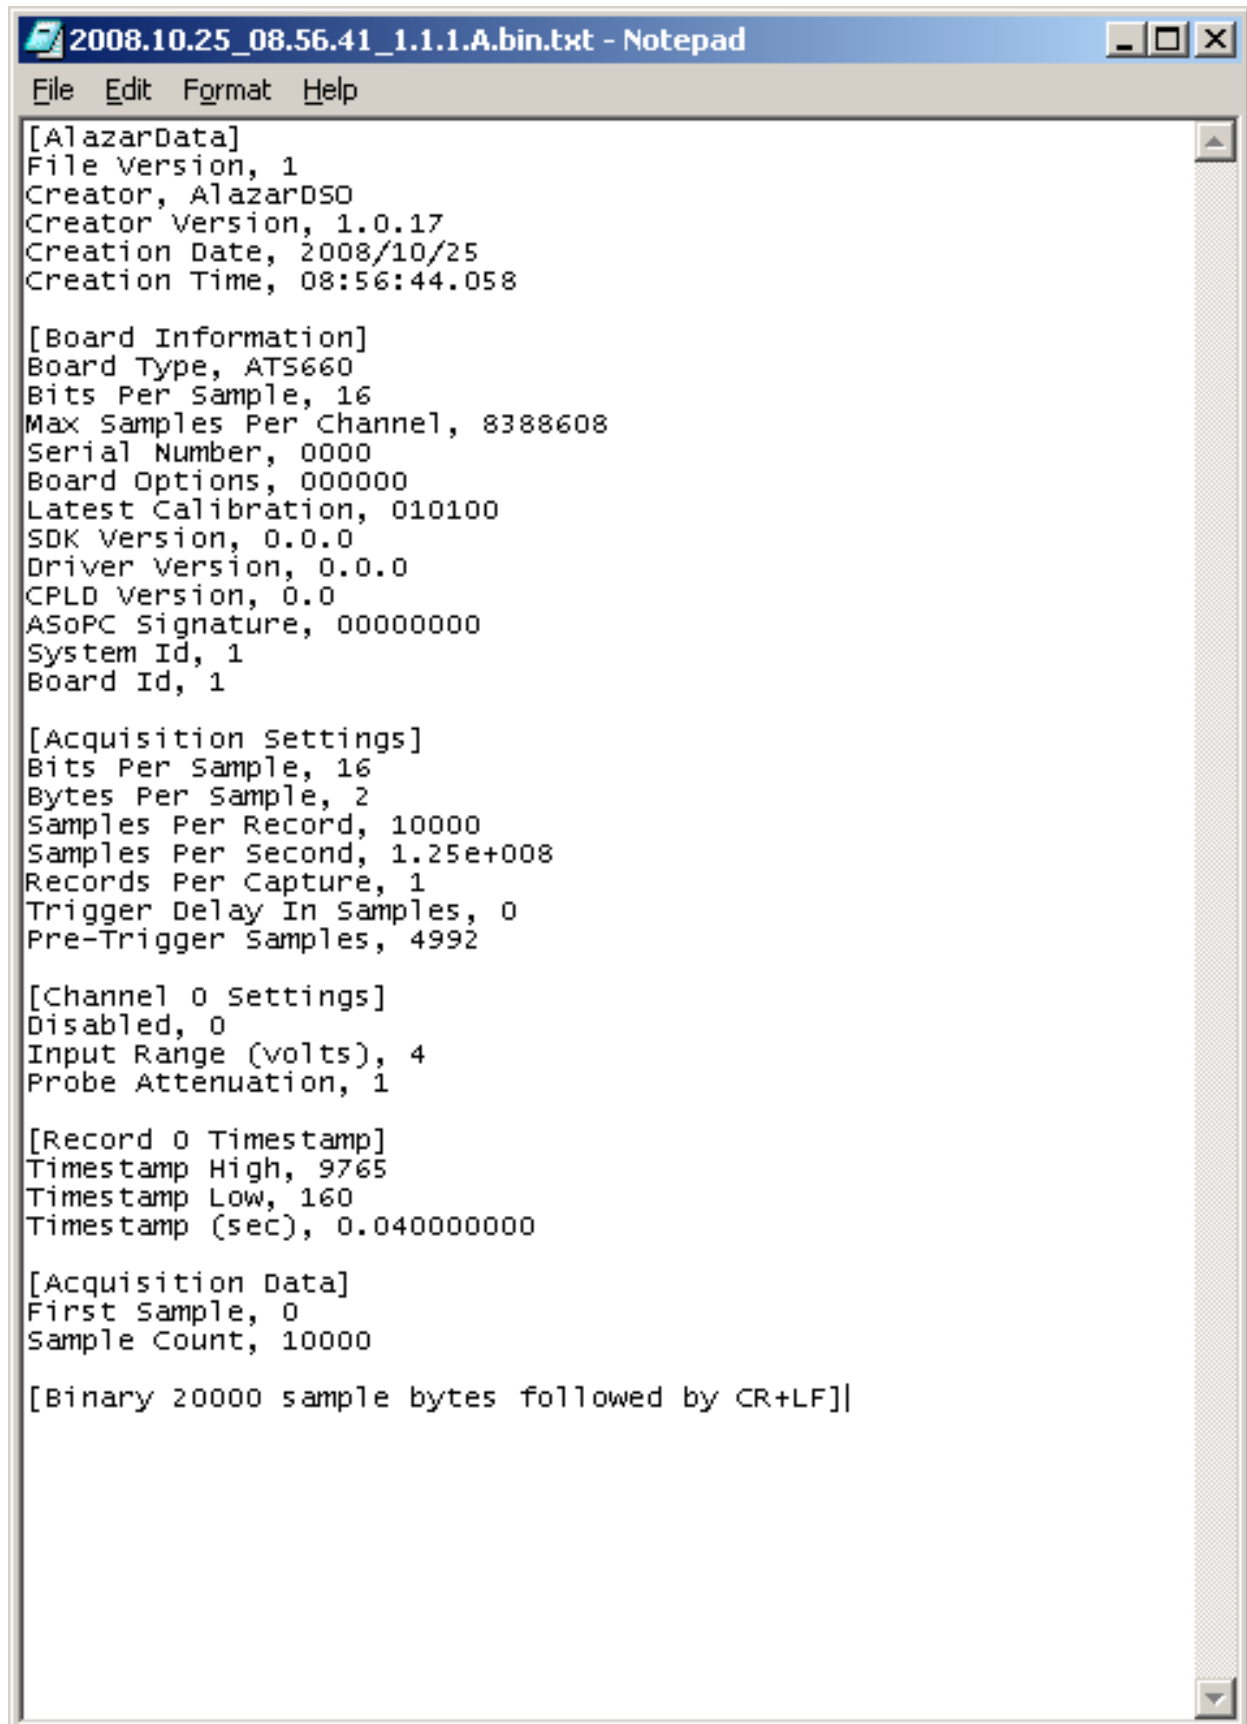 2008.10.25_08.56.41_1.1.1.A.bin.txt - Notepad
File Edit Format Help
[AlazarData]
File Version, 1
Creator, AlazarDSO
Creator Version, 1.0.17
Creation Date, 2008/10/25
Creation Time, 08:56:44.058
[Board Information]
Board Type, ATS660
Bits Per Sample, 16
Max Samples Per Channel, 8388608
Serial Number, 0000
Board Options, 000000
Latest Calibration, 010100
SDK Version, 0.0.0
Driver Version, 0.0.0
CPLD Version, 0.0
ASoPC Signature, 00000000
System Id, 1
Board Id, 1
[Acquisition Settings]
Bits Per Sample, 16
Bytes Per Sample, 2
Samples Per Record, 10000
Samples Per Second, 1.25e+008
Records Per Capture, 1
Trigger Delay In Samples, 0
Pre-Trigger Samples, 4992
[Channel 0 Settings]
Disabled, 0
Input Range (volts), 4
Probe Attenuation, 1
[Record 0 Timestamp]
Timestamp High, 9765
Timestamp Low, 160
Timestamp (sec), 0.040000000
[Acquisition Data]
First Sample, 0
Sample Count, 10000
[Binary 20000 sample bytes followed by CR+LF]